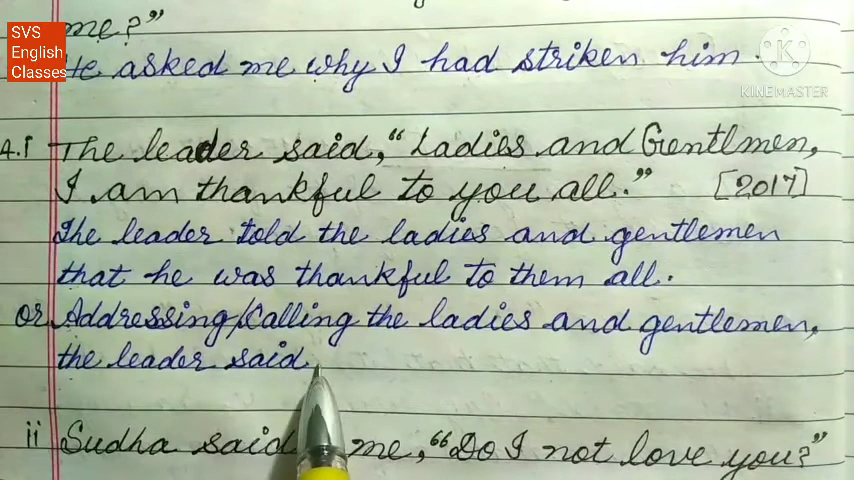 me?"
SVS
English
Classes
He asked me why I had striken him.
KINEMASTER
4.i The leader said, "Ladies and Gentlmen,
I am thankful to you all." [2017]
The leader told the ladies and gentlemen
that he was thankful to them all.
or Addressing/Calling the ladies and gentlemen,
the leader said
ii Sudha said me, "Do I not love you?"